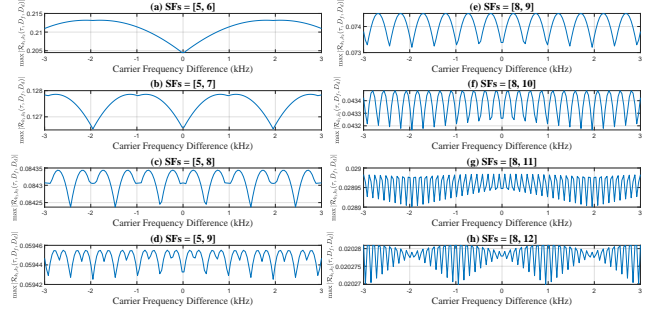 (a) SFs = [5, 6]
0.215
0.21
0.205
-3 -2 -1 0 1 2 3
Carrier Frequency Difference (kHz)
(b) SFs = [5, 7]
0.128
0.127
-3 -2 -1 0 1 2 3
Carrier Frequency Difference (kHz)
(c) SFs = [5, 8]
0.08435
0.0843
0.08425
-3 -2 -1 0 1 2 3
Carrier Frequency Difference (kHz)
(d) SFs = [5, 9]
0.05946
0.05944
0.05942
-3 -2 -1 0 1 2 3
Carrier Frequency Difference (kHz)
(e) SFs = [8, 9]
0.073
-3 -2 -1 0 1 2 3
Carrier Frequency Difference (kHz)
(f) SFs = [8, 10]
0.0434
0.0432
-3 -2 -1 0 1 2 3
Carrier Frequency Difference (kHz)
(g) SFs = [8, 11]
0.029
0.02895
0.0289
-3 -2 -1 0 1 2 3
Carrier Frequency Difference (kHz)
(h) SFs = [8, 12]
0.02028
0.020275
0.02027
-3 -2 -1 0 1 2 3
Carrier Frequency Difference (kHz)